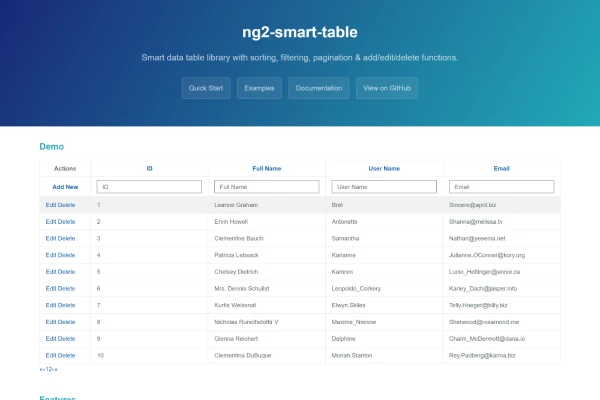 ng2-smart-table
Smart data table library with sorting, filtering, pagination & add/edit/delete functions.
Quick Start Examples Documentation View on GitHub
Demo
Actions ID Full Name User Name Email
Add New ID Full Name User Name Email
Edit Delete 1 Leanne Graham Bret Sincere@april.biz
Edit Delete 2 Ervin Howell Antonette Shanna@melissa.tv
Edit Delete 3 Clementine Bauch Samantha Nathan@yesenia.net
Edit Delete 4 Patricia Lebsack Karianne Julianne.OConner@kory.org
Edit Delete 5 Chelsey Dietrich Kamren Lucio_Hettinger@annie.ca
Edit Delete 6 Mrs. Dennis Schulist Leopoldo_Corkery Karley_Dach@jasper.info
Edit Delete 7 Kurtis Weissnat Elwyn.Skiles Telly.Hoeger@billy.biz
Edit Delete 8 Nicholas Runolfsdottir V Maxime_Nienow Sherwood@rosamond.me
Edit Delete 9 Glenna Reichert Delphine Chaim_McDermott@dana.io
Edit Delete 10 Clementina DuBuque Moriah.Stanton Rey.Padberg@karina.biz
«‹12›»
Features